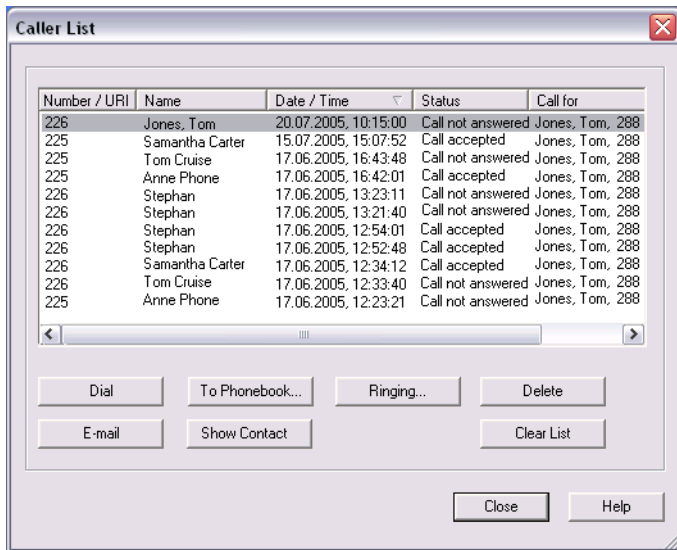 Caller List
Number / URI Name Date / Time Status Call for
226 Jones, Tom 20.07.2005, 10:15:00 Call not answered Jones, Tom, 288
225 Samantha Carter 15.07.2005, 15:07:52 Call accepted Jones, Tom, 288
225 Tom Cruise 17.06.2005, 16:43:48 Call not answered Jones, Tom, 288
225 Anne Phone 17.06.2005, 16:42:01 Call accepted Jones, Tom, 288
226 Stephan 17.06.2005, 13:23:11 Call not answered Jones, Tom, 288
226 Stephan 17.06.2005, 13:21:40 Call not answered Jones, Tom, 288
226 Stephan 17.06.2005, 12:54:01 Call accepted Jones, Tom, 288
226 Stephan 17.06.2005, 12:52:48 Call accepted Jones, Tom, 288
226 Samantha Carter 17.06.2005, 12:34:12 Call accepted Jones, Tom, 288
226 Tom Cruise 17.06.2005, 12:33:40 Call not answered Jones, Tom, 288
225 Anne Phone 17.06.2005, 12:23:21 Call not answered Jones, Tom, 288
Dial To Phonebook... Ringing... Delete
E-mail Show Contact Clear List
Close Help